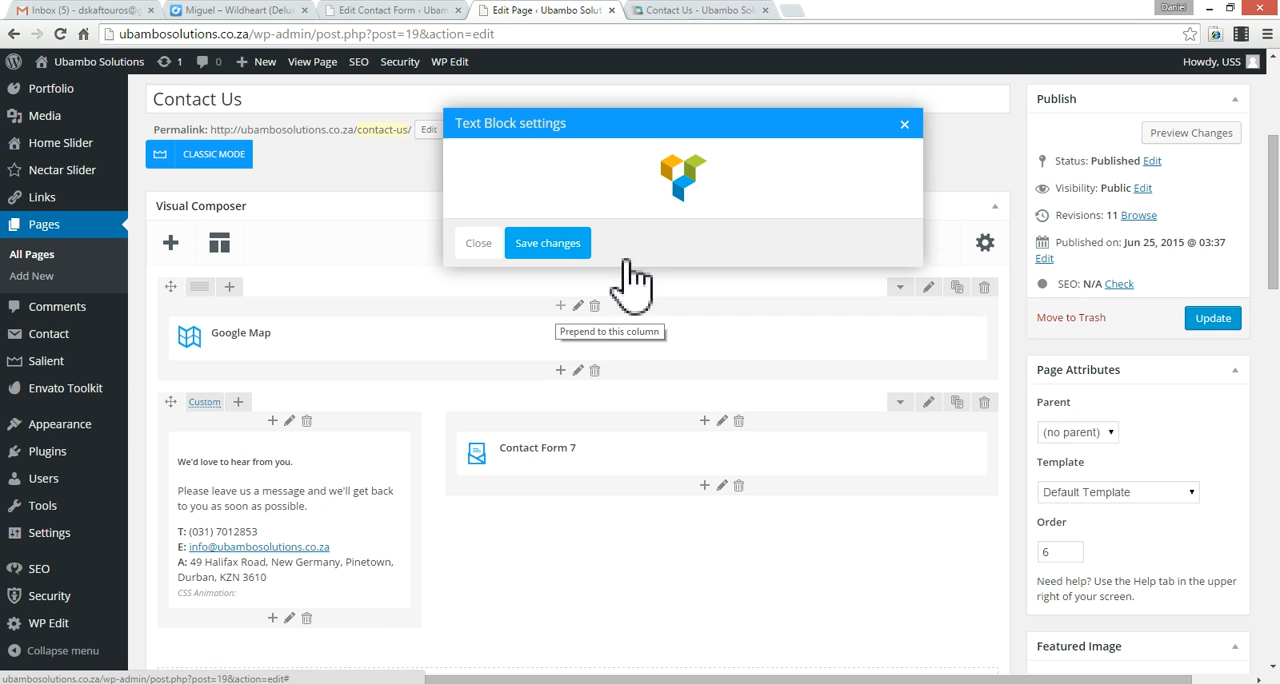 Inbox (5) - dskaftouros@g
Miguel – Wildheart (Delu
Edit Contact Form ‹ Ubam
Edit Page ‹ Ubambo Solut
Contact Us - Ubambo Sol
Daniel
ubambosolutions.co.za/wp-admin/post.php?post=19&action=edit
Ubambo Solutions
1
0
New
View Page
SEO
Security
WP Edit
Howdy, USS
Portfolio
Media
Home Slider
Nectar Slider
Links
Pages
All Pages
Add New
Comments
Contact
Salient
Envato Toolkit
Appearance
Plugins
Users
Tools
Settings
SEO
Security
WP Edit
Collapse menu
Contact Us
Permalink: http://ubambosolutions.co.za/contact-us/
Edit
CLASSIC MODE
Visual Composer
Text Block settings
Close
Save changes
Prepend to this column
Google Map
Custom
We'd love to hear from you.
Please leave us a message and we'll get back
to you as soon as possible.
T: (031) 7012853
E: info@ubambosolutions.co.za
A: 49 Halifax Road, New Germany, Pinetown,
Durban, KZN 3610
CSS Animation:
Contact Form 7
Publish
Preview Changes
Status: Published Edit
Visibility: Public Edit
Revisions: 11 Browse
Published on: Jun 25, 2015 @ 03:37
Edit
SEO: N/A Check
Move to Trash
Update
Page Attributes
Parent
(no parent)
Template
Default Template
Order
6
Need help? Use the Help tab in the upper
right of your screen.
Featured Image
ubambosolutions.co.za/wp-admin/post.php?post=19&action=edit#